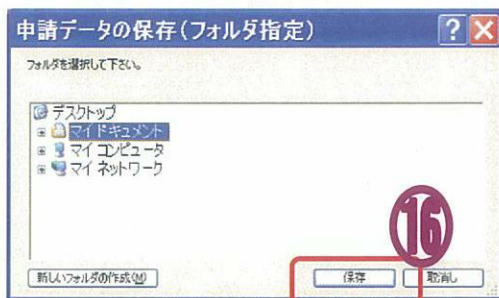 申請データの保存(フォルダ指定)
フォルダを選択して下さい。
デスクトップ
マイ ドキュメント
マイ コンピュータ
マイ ネットワーク
⑯
新しいフォルダの作成(M) 保存 取消し